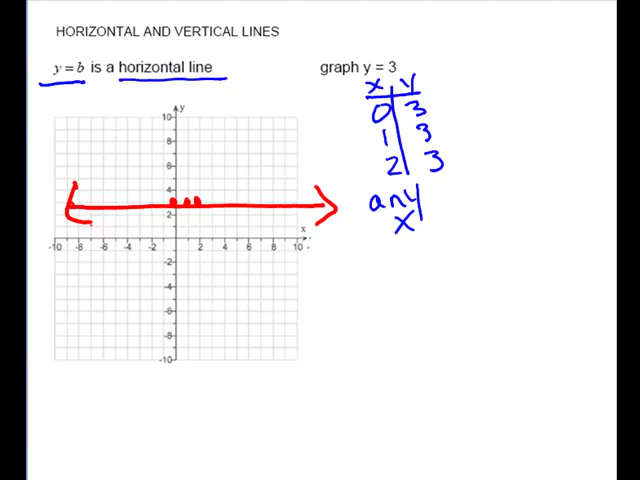 HORIZONTAL AND VERTICAL LINES
y = b is a horizontal line
graph y = 3
x y
0 3
1 3
2 3
any
x
y
10
8
6
4
2
x
-10 -8 -6 -4 -2 0 2 4 6 8 10 -
-2
-4
-6
-8
-10